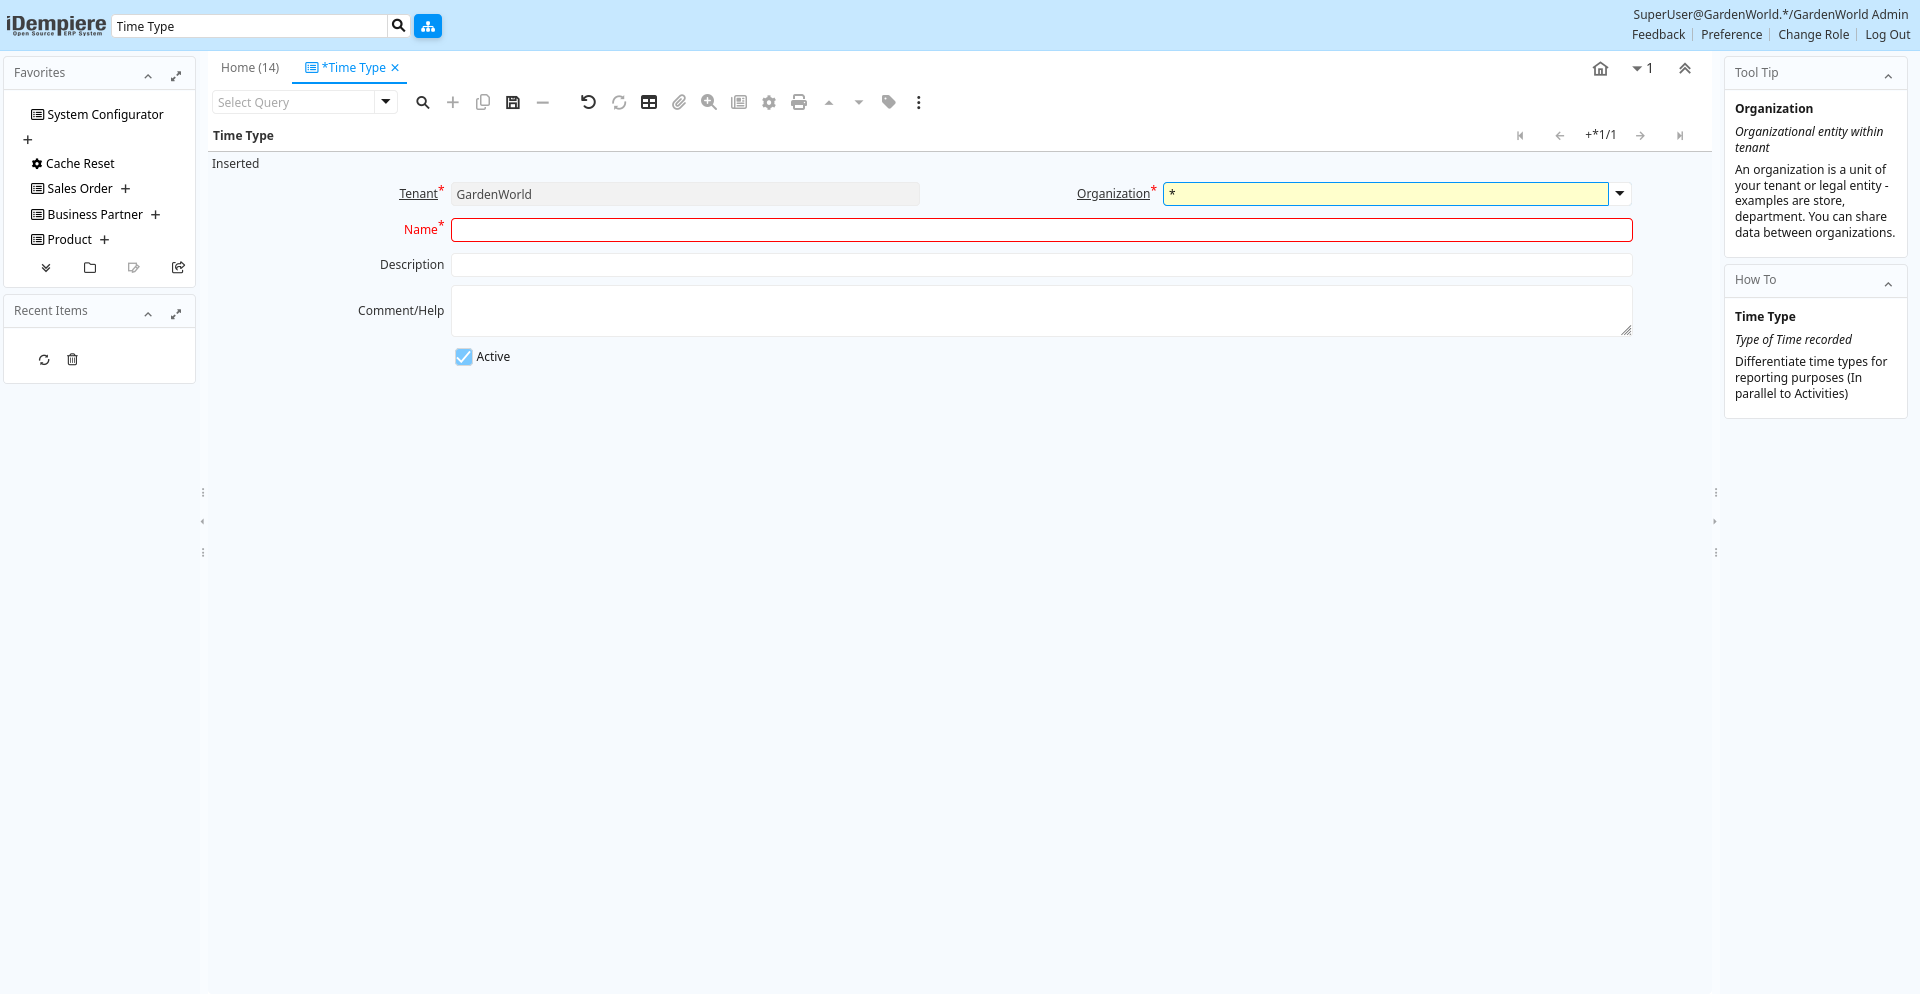 iDempiere
Open Source ERP System
Time Type
SuperUser@GardenWorld.*/GardenWorld Admin
Feedback
Preference
Change Role
Log Out
Favorites
System Configurator
Cache Reset
Sales Order
Business Partner
Product
Recent Items
Home (14)
*Time Type
1
Select Query
Time Type
+*1/1
Inserted
Tenant*
GardenWorld
Organization*
*
Name*
Description
Comment/Help
Active
Tool Tip
Organization
Organizational entity within
tenant
An organization is a unit of
your tenant or legal entity -
examples are store,
department. You can share
data between organizations.
How To
Time Type
Type of Time recorded
Differentiate time types for
reporting purposes (In
parallel to Activities)